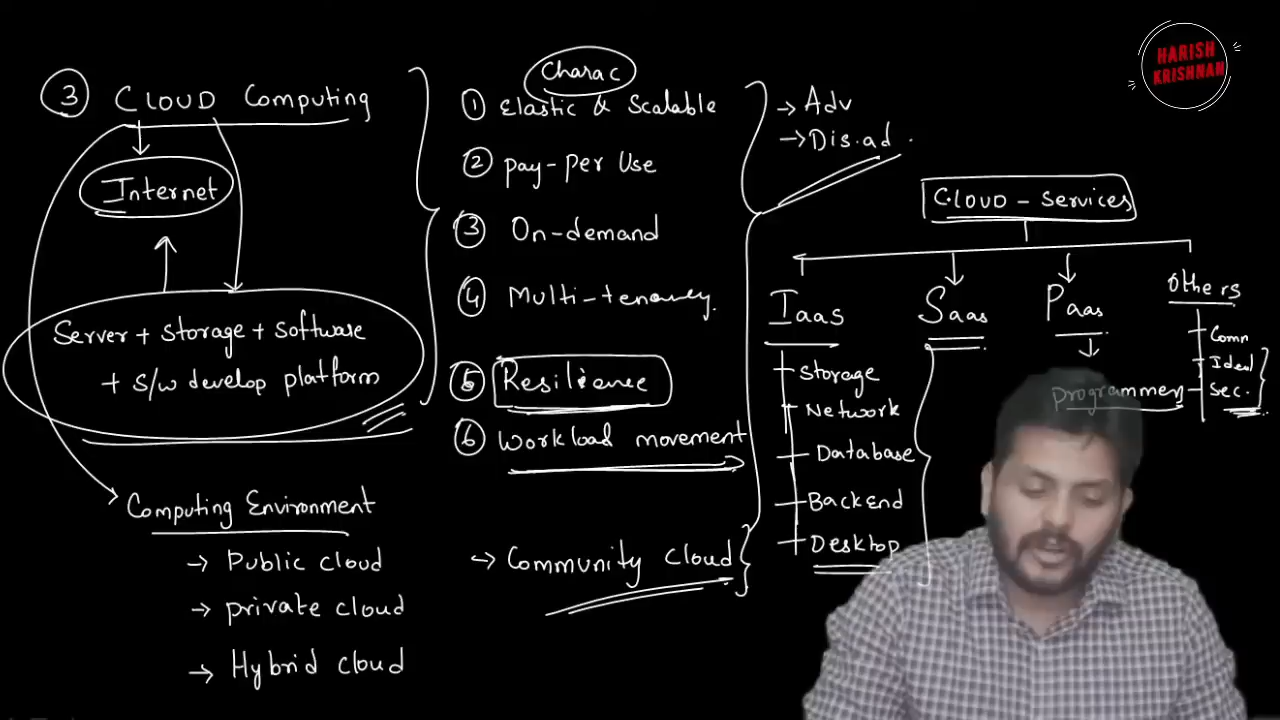 ③ CLOUD Computing
Internet
Server + Storage + Software
+ S/w develop platform
Computing Environment
→ Public cloud
→ private cloud
→ Hybrid cloud
Charac
① Elastic & Scalable
② pay-per Use
③ On-demand
④ Multi-tenancy.
⑤ Resilience
⑥ Workload movement
→ Community cloud
→ Adv
→ Dis.ad.
CLOUD - Services
Iaas
Storage
Network
Database
Backend
Desktop
Saas
Paas
programmer
Others
Comn
Ideal
Sec.
HARISH
KRISHNAN